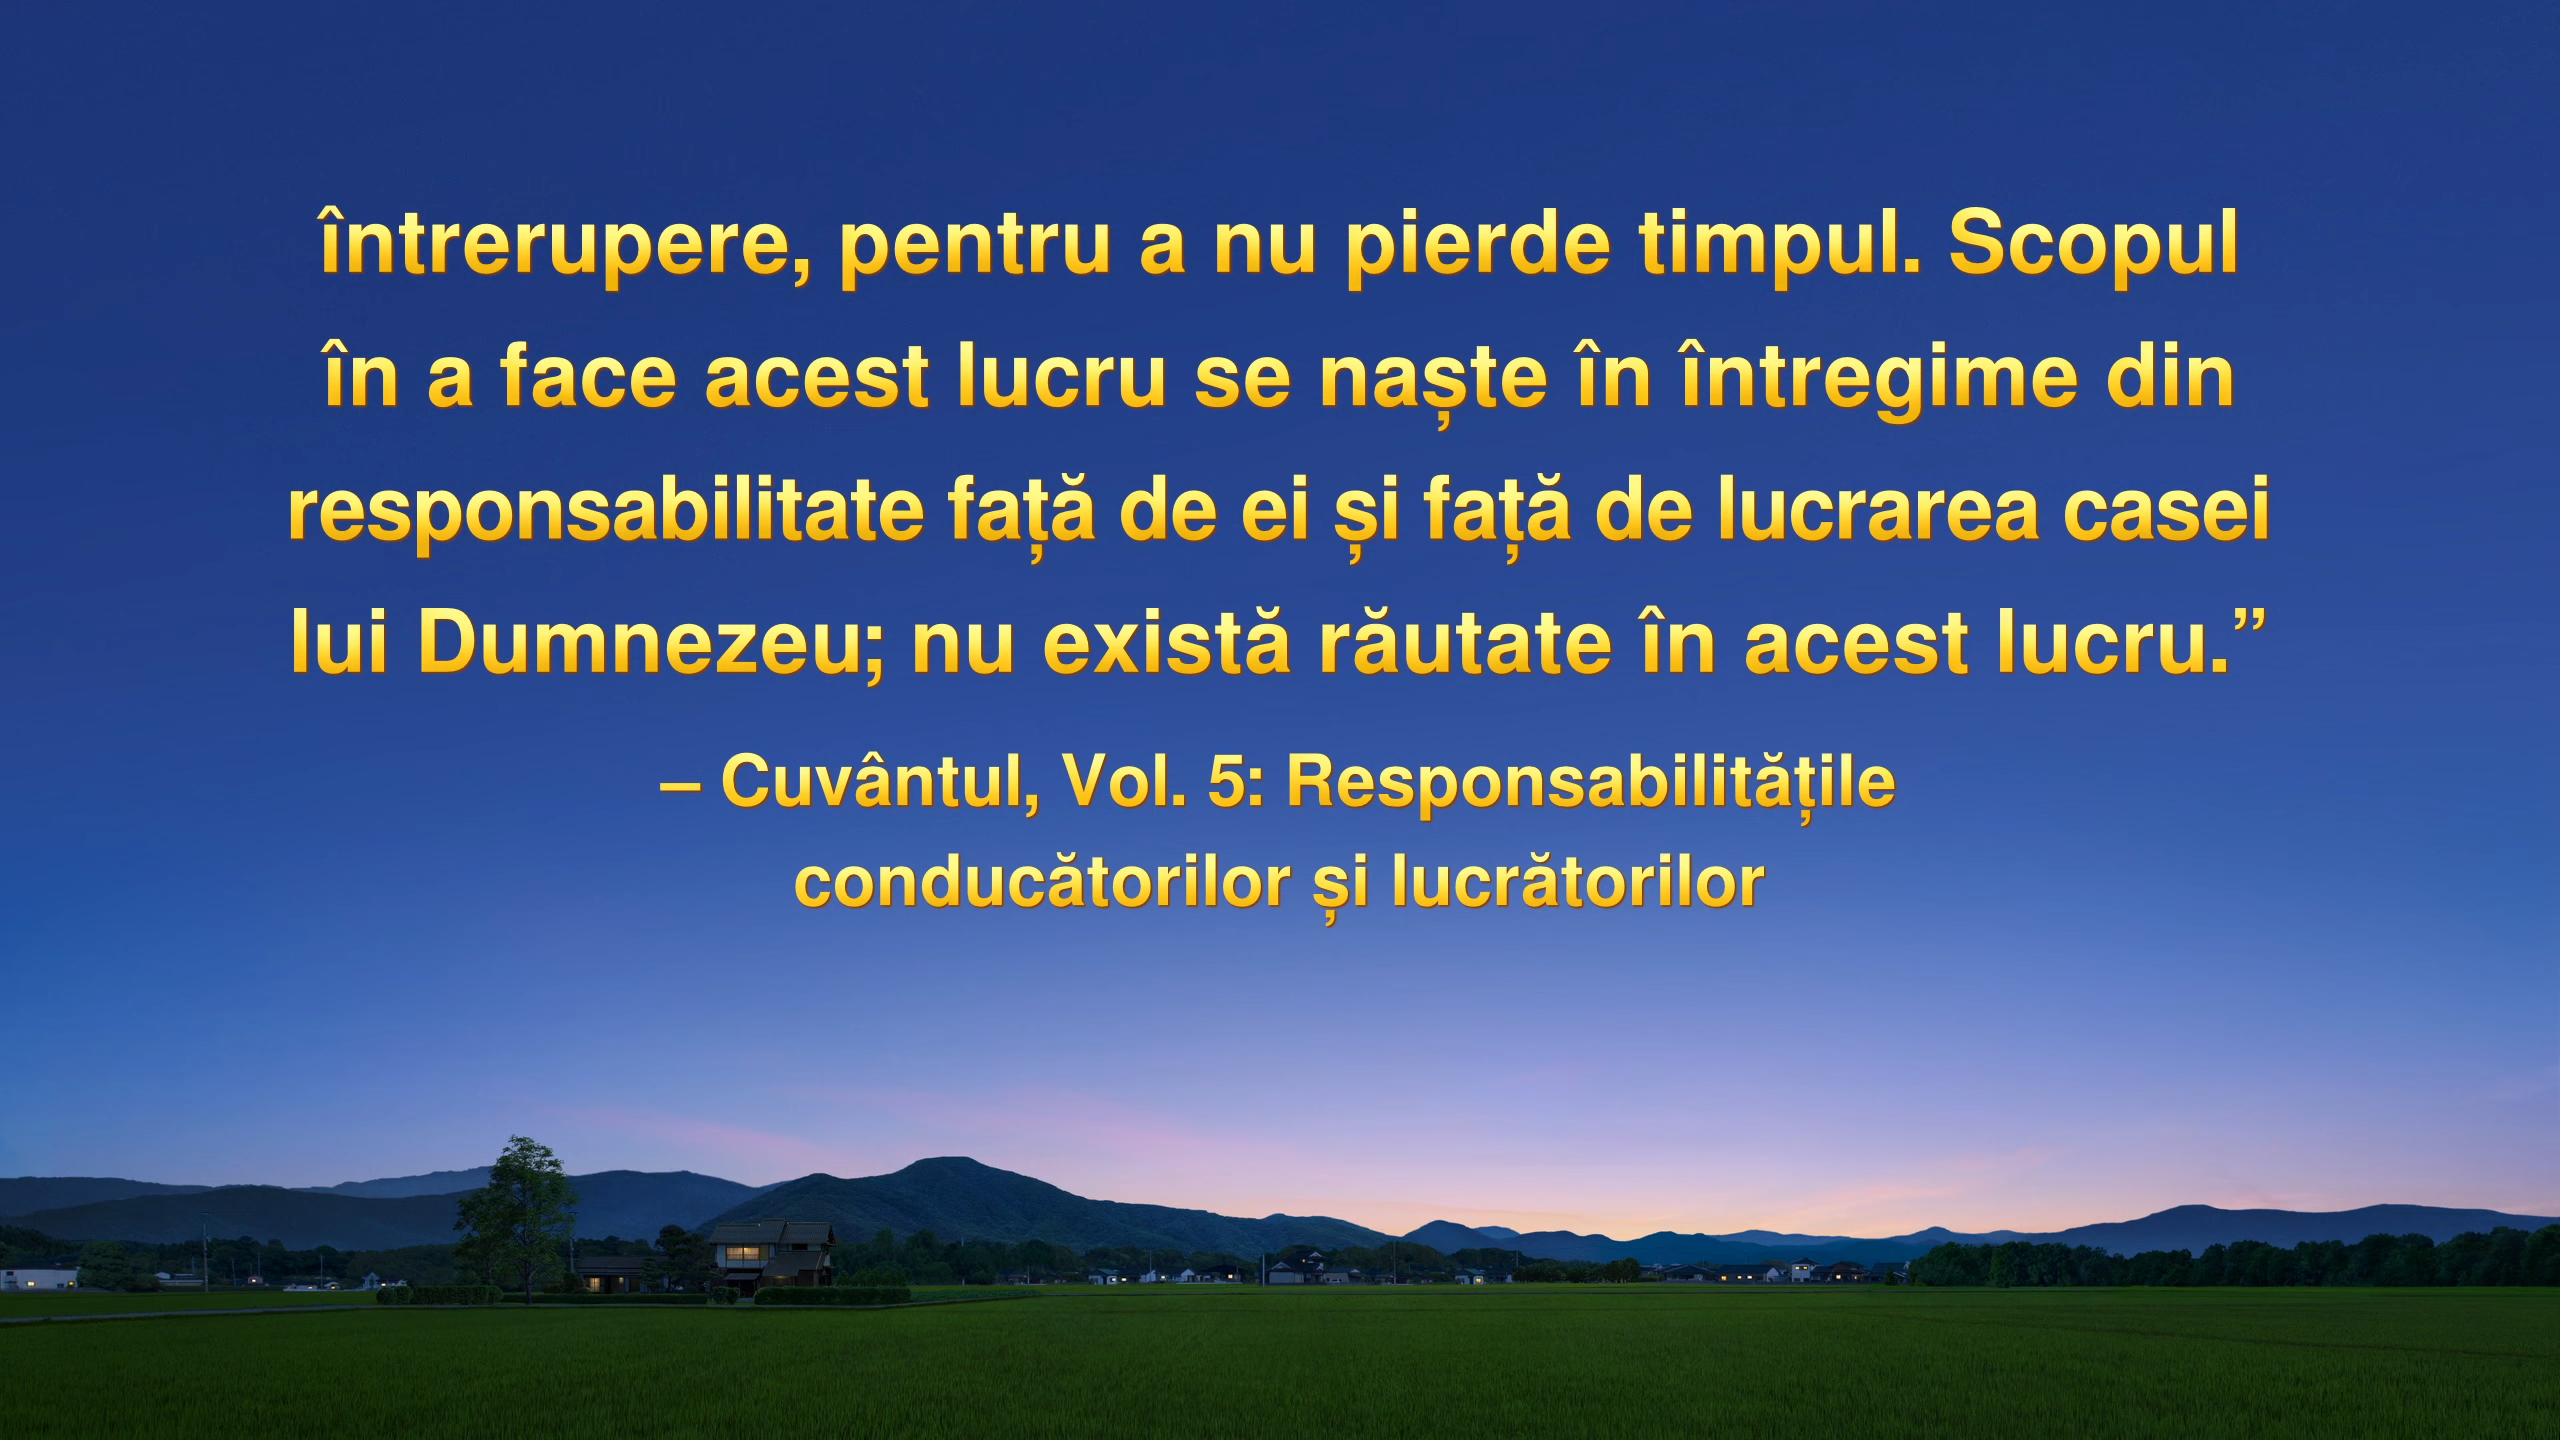 întrerupere, pentru a nu pierde timpul. Scopul
în a face acest lucru se naște în întregime din
responsabilitate față de ei și față de lucrarea casei
lui Dumnezeu; nu există răutate în acest lucru.”
– Cuvântul, Vol. 5: Responsabilitățile
conducătorilor și lucrătorilor